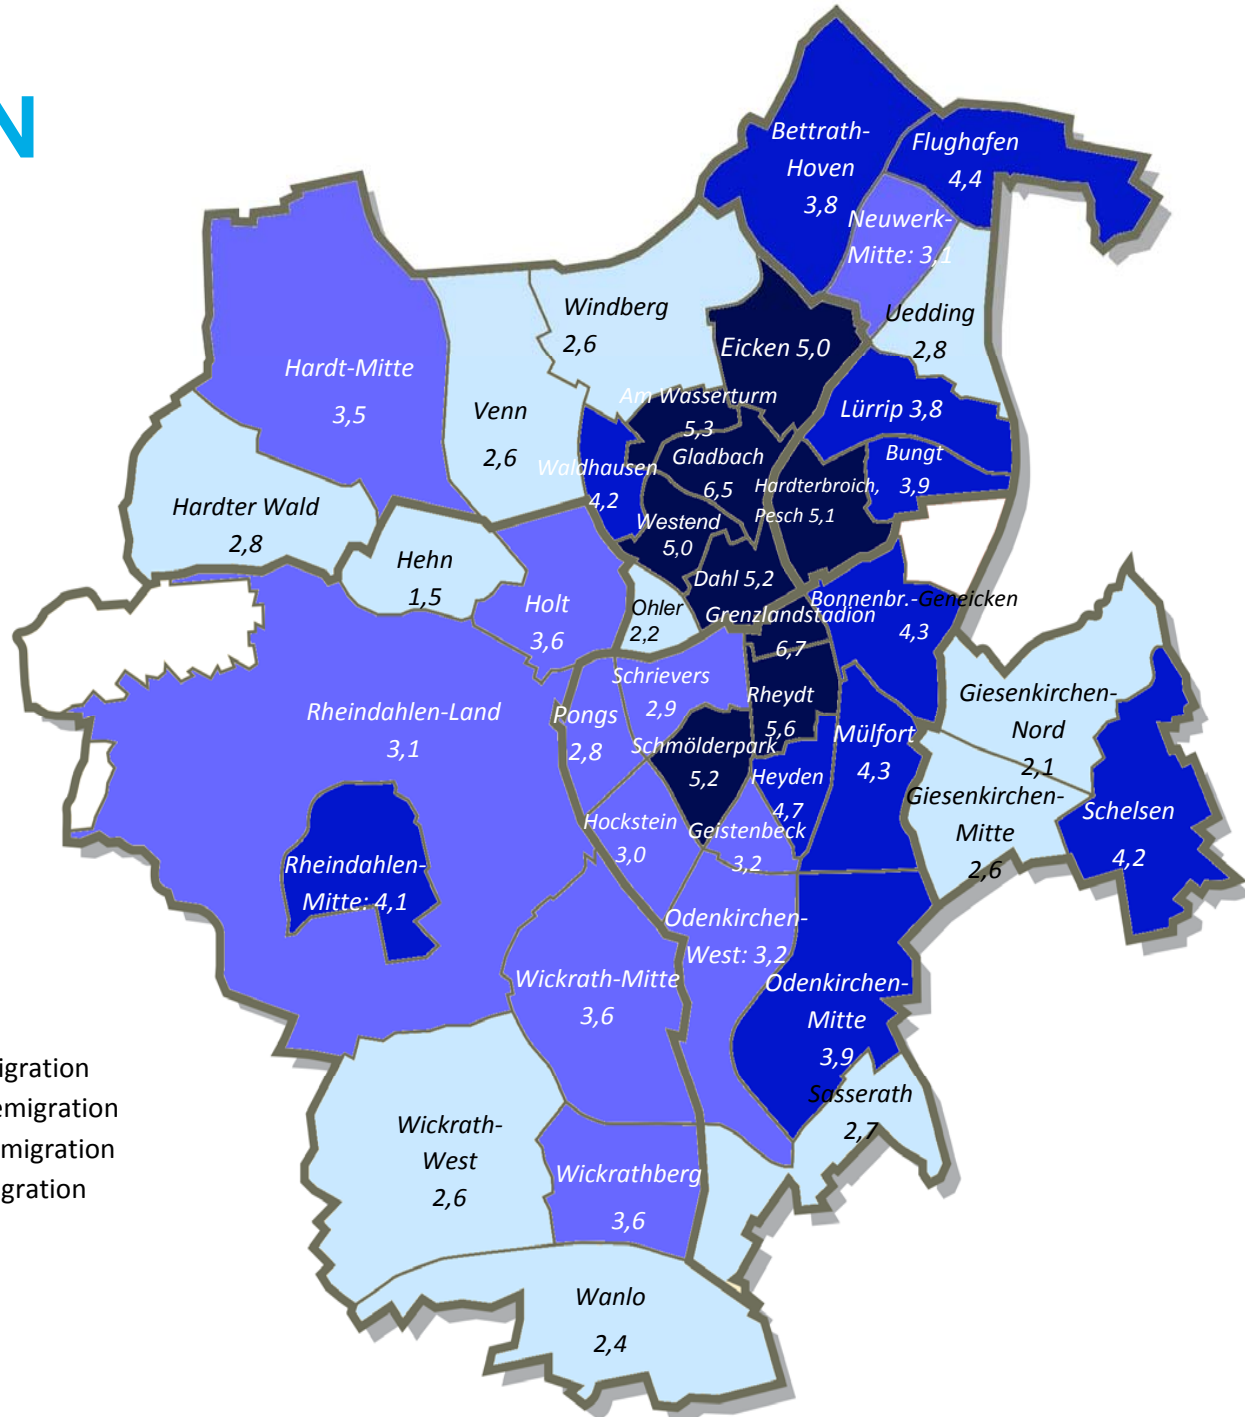 N
Bettrath-
Hoven
3,8
Flughafen
4,4
Neuwerk-
Mitte: 3,1
Uedding
2,8
Windberg
2,6
Eicken 5,0
Hardt-Mitte
3,5
Venn
2,6
Am Wasserturm
5,3
Lürrip 3,8
Bungt
3,9
Waldhausen
4,2
Gladbach
6,5
Hardterbroich,
Pesch 5,1
Hardter Wald
2,8
Westend
5,0
Hehn
1,5
Dahl 5,2
Holt
3,6
Ohler
2,2
Grenzlandstadion
6,7
Bonnenbr.-Geneicken
4,3
Schrievers
2,9
Rheydt
5,6
Giesenkirchen-
Nord
2,1
Rheindahlen-Land
3,1
Pongs
2,8
Schmölderpark
5,2
Mülfort
4,3
Heyden
4,7
Giesenkirchen-
Mitte
2,6
Schelsen
4,2
Hockstein
3,0
Geistenbeck
3,2
Rheindahlen-
Mitte: 4,1
Odenkirchen-
West: 3,2
Wickrath-Mitte
3,6
Odenkirchen-
Mitte
3,9
igration
emigration
migration
gration
Sasserath
2,7
Wickrath-
West
2,6
Wickrathberg
3,6
Wanlo
2,4